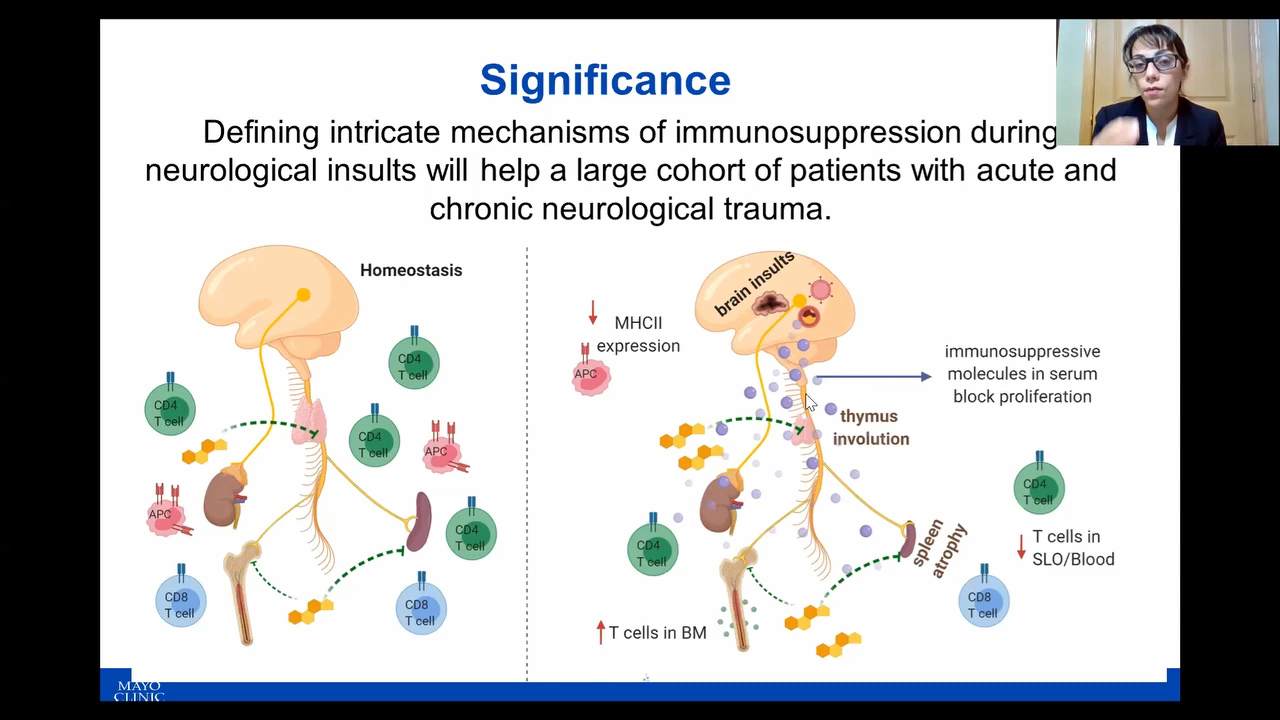 Significance
Defining intricate mechanisms of immunosuppression during
neurological insults will help a large cohort of patients with acute and
chronic neurological trauma.
Homeostasis
CD4
T cell
CD4
T cell
CD4
T cell
APC
APC
CD4
T cell
CD8
T cell
CD8
T cell
brain insults
MHCII
expression
APC
immunosuppressive
molecules in serum
block proliferation
thymus
involution
CD4
T cell
CD4
T cell
spleen
atrophy
T cells in
SLO/Blood
CD8
T cell
T cells in BM
MAYO
CLINIC